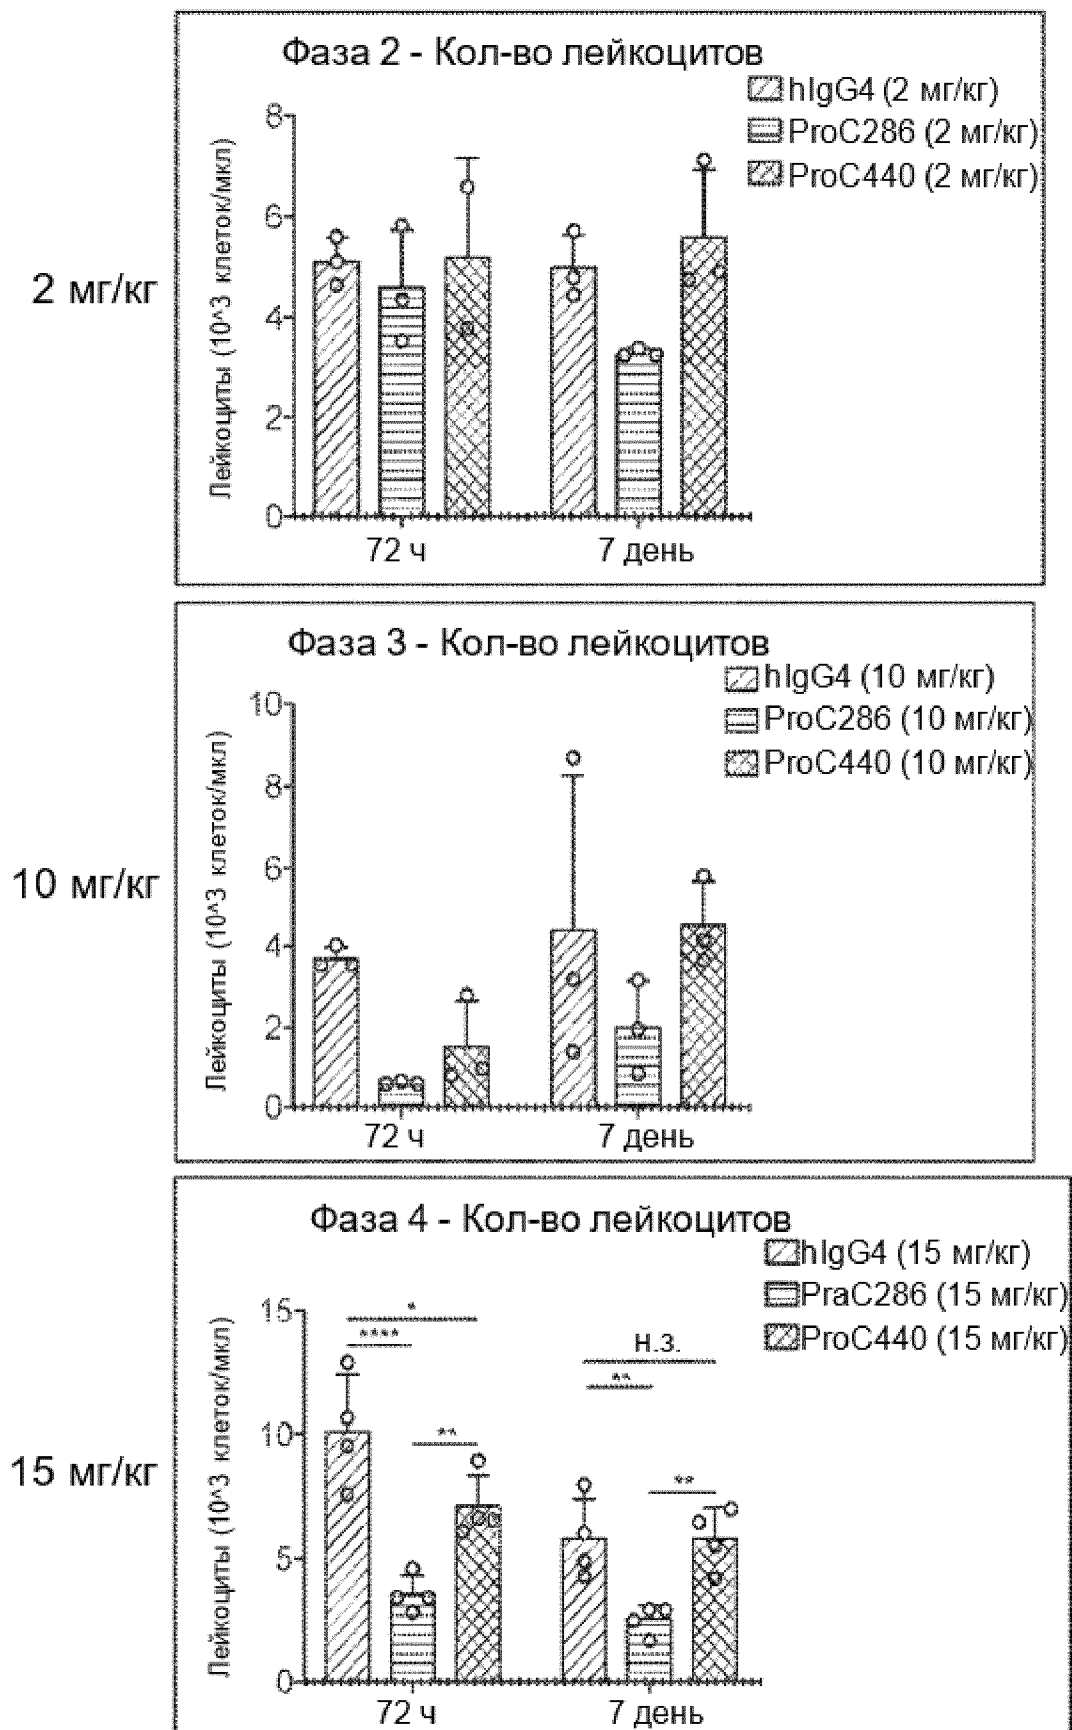 Фаза 2 - Кол-во лейкоцитов
hIgG4 (2 мг/кг)
ProC286 (2 мг/кг)
ProC440 (2 мг/кг)
2 мг/кг
Лейкоциты (10^3 клеток/мкл)
8
6
4
2
0
72 ч
7 день
Фаза 3 - Кол-во лейкоцитов
hIgG4 (10 мг/кг)
ProC286 (10 мг/кг)
ProC440 (10 мг/кг)
10 мг/кг
Лейкоциты (10^3 клеток/мкл)
10
8
6
4
2
0
72 ч
7 день
Фаза 4 - Кол-во лейкоцитов
hIgG4 (15 мг/кг)
PraC286 (15 мг/кг)
ProC440 (15 мг/кг)
15 мг/кг
Лейкоциты (10^3 клеток/мкл)
15
10
5
0
*
****
**
н.з.
**
**
72 ч
7 день